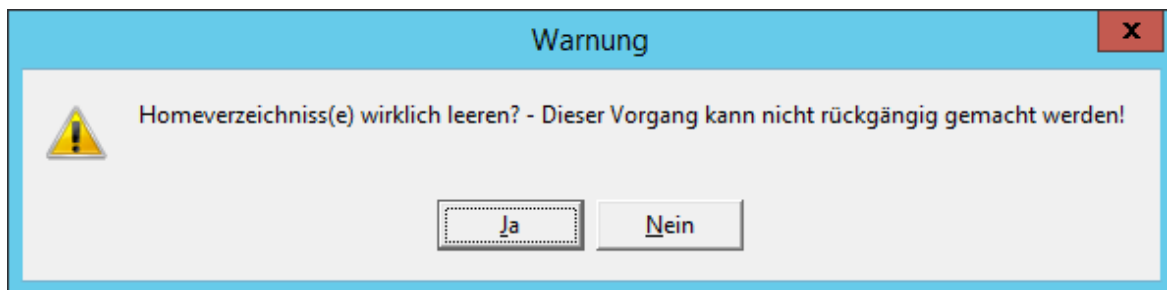 Warnung
x
Homeverzeichniss(e) wirklich leeren? - Dieser Vorgang kann nicht rückgängig gemacht werden!
Ja
Nein